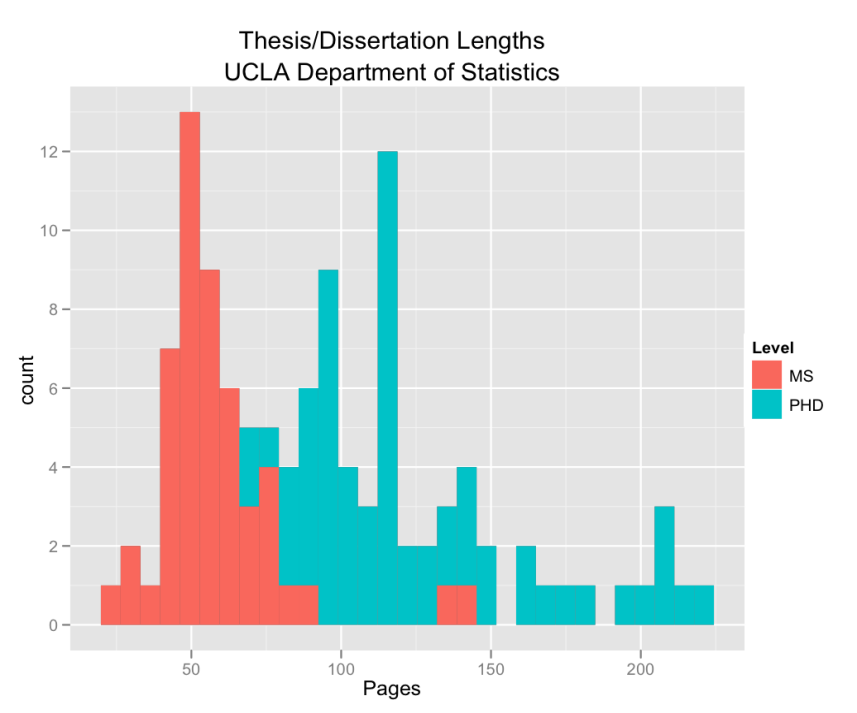 Thesis/Dissertation Lengths
UCLA Department of Statistics
12
10
8
6
4
2
0
count
50 100 150 200
Pages
Level
MS
PHD